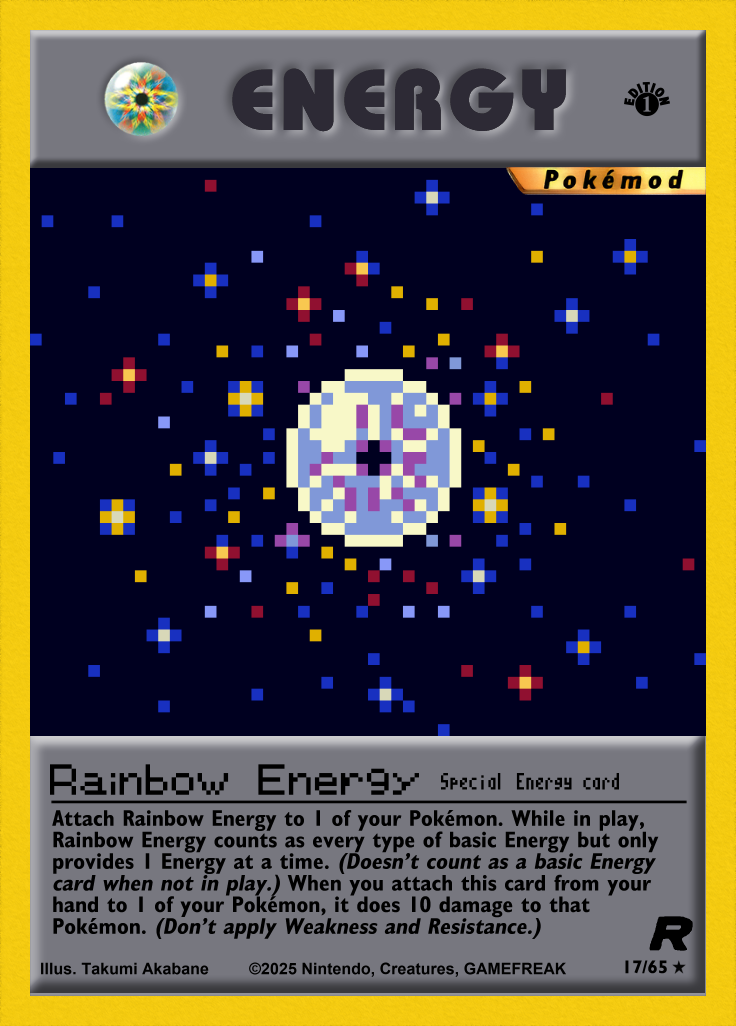 ENERGY
EDITION
1
Pokémod
Rainbow Energy Special Energy card
Attach Rainbow Energy to 1 of your Pokémon. While in play,
Rainbow Energy counts as every type of basic Energy but only
provides 1 Energy at a time. (Doesn't count as a basic Energy
card when not in play.) When you attach this card from your
hand to 1 of your Pokémon, it does 10 damage to that
Pokémon. (Don't apply Weakness and Resistance.)
R
Illus. Takumi Akabane ©2025 Nintendo, Creatures, GAMEFREAK 17/65 ★